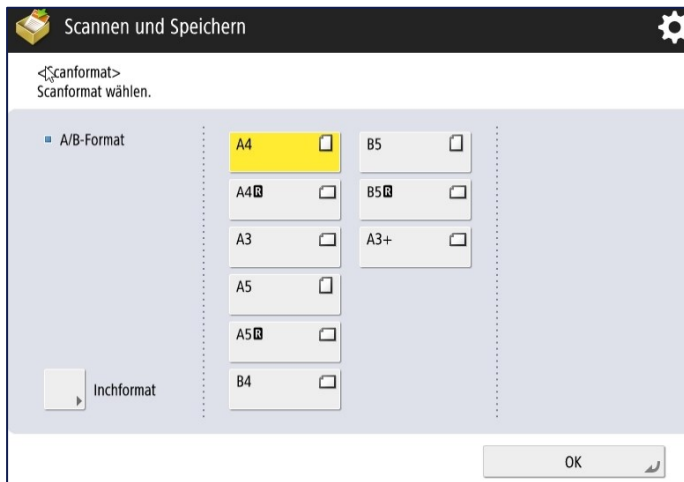 Scannen und Speichern
<Scanformat>
Scanformat wählen.
A/B-Format
A4
B5
A4R
B5R
A3
A3+
A5
A5R
B4
Inchformat
OK